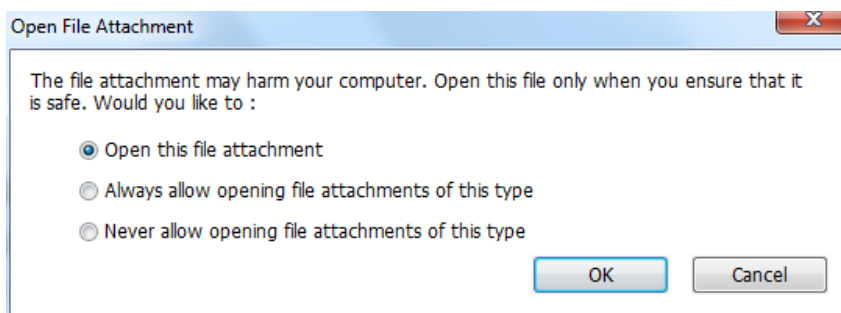 Open File Attachment
X
The file attachment may harm your computer. Open this file only when you ensure that it
is safe. Would you like to :
Open this file attachment
Always allow opening file attachments of this type
Never allow opening file attachments of this type
OK Cancel